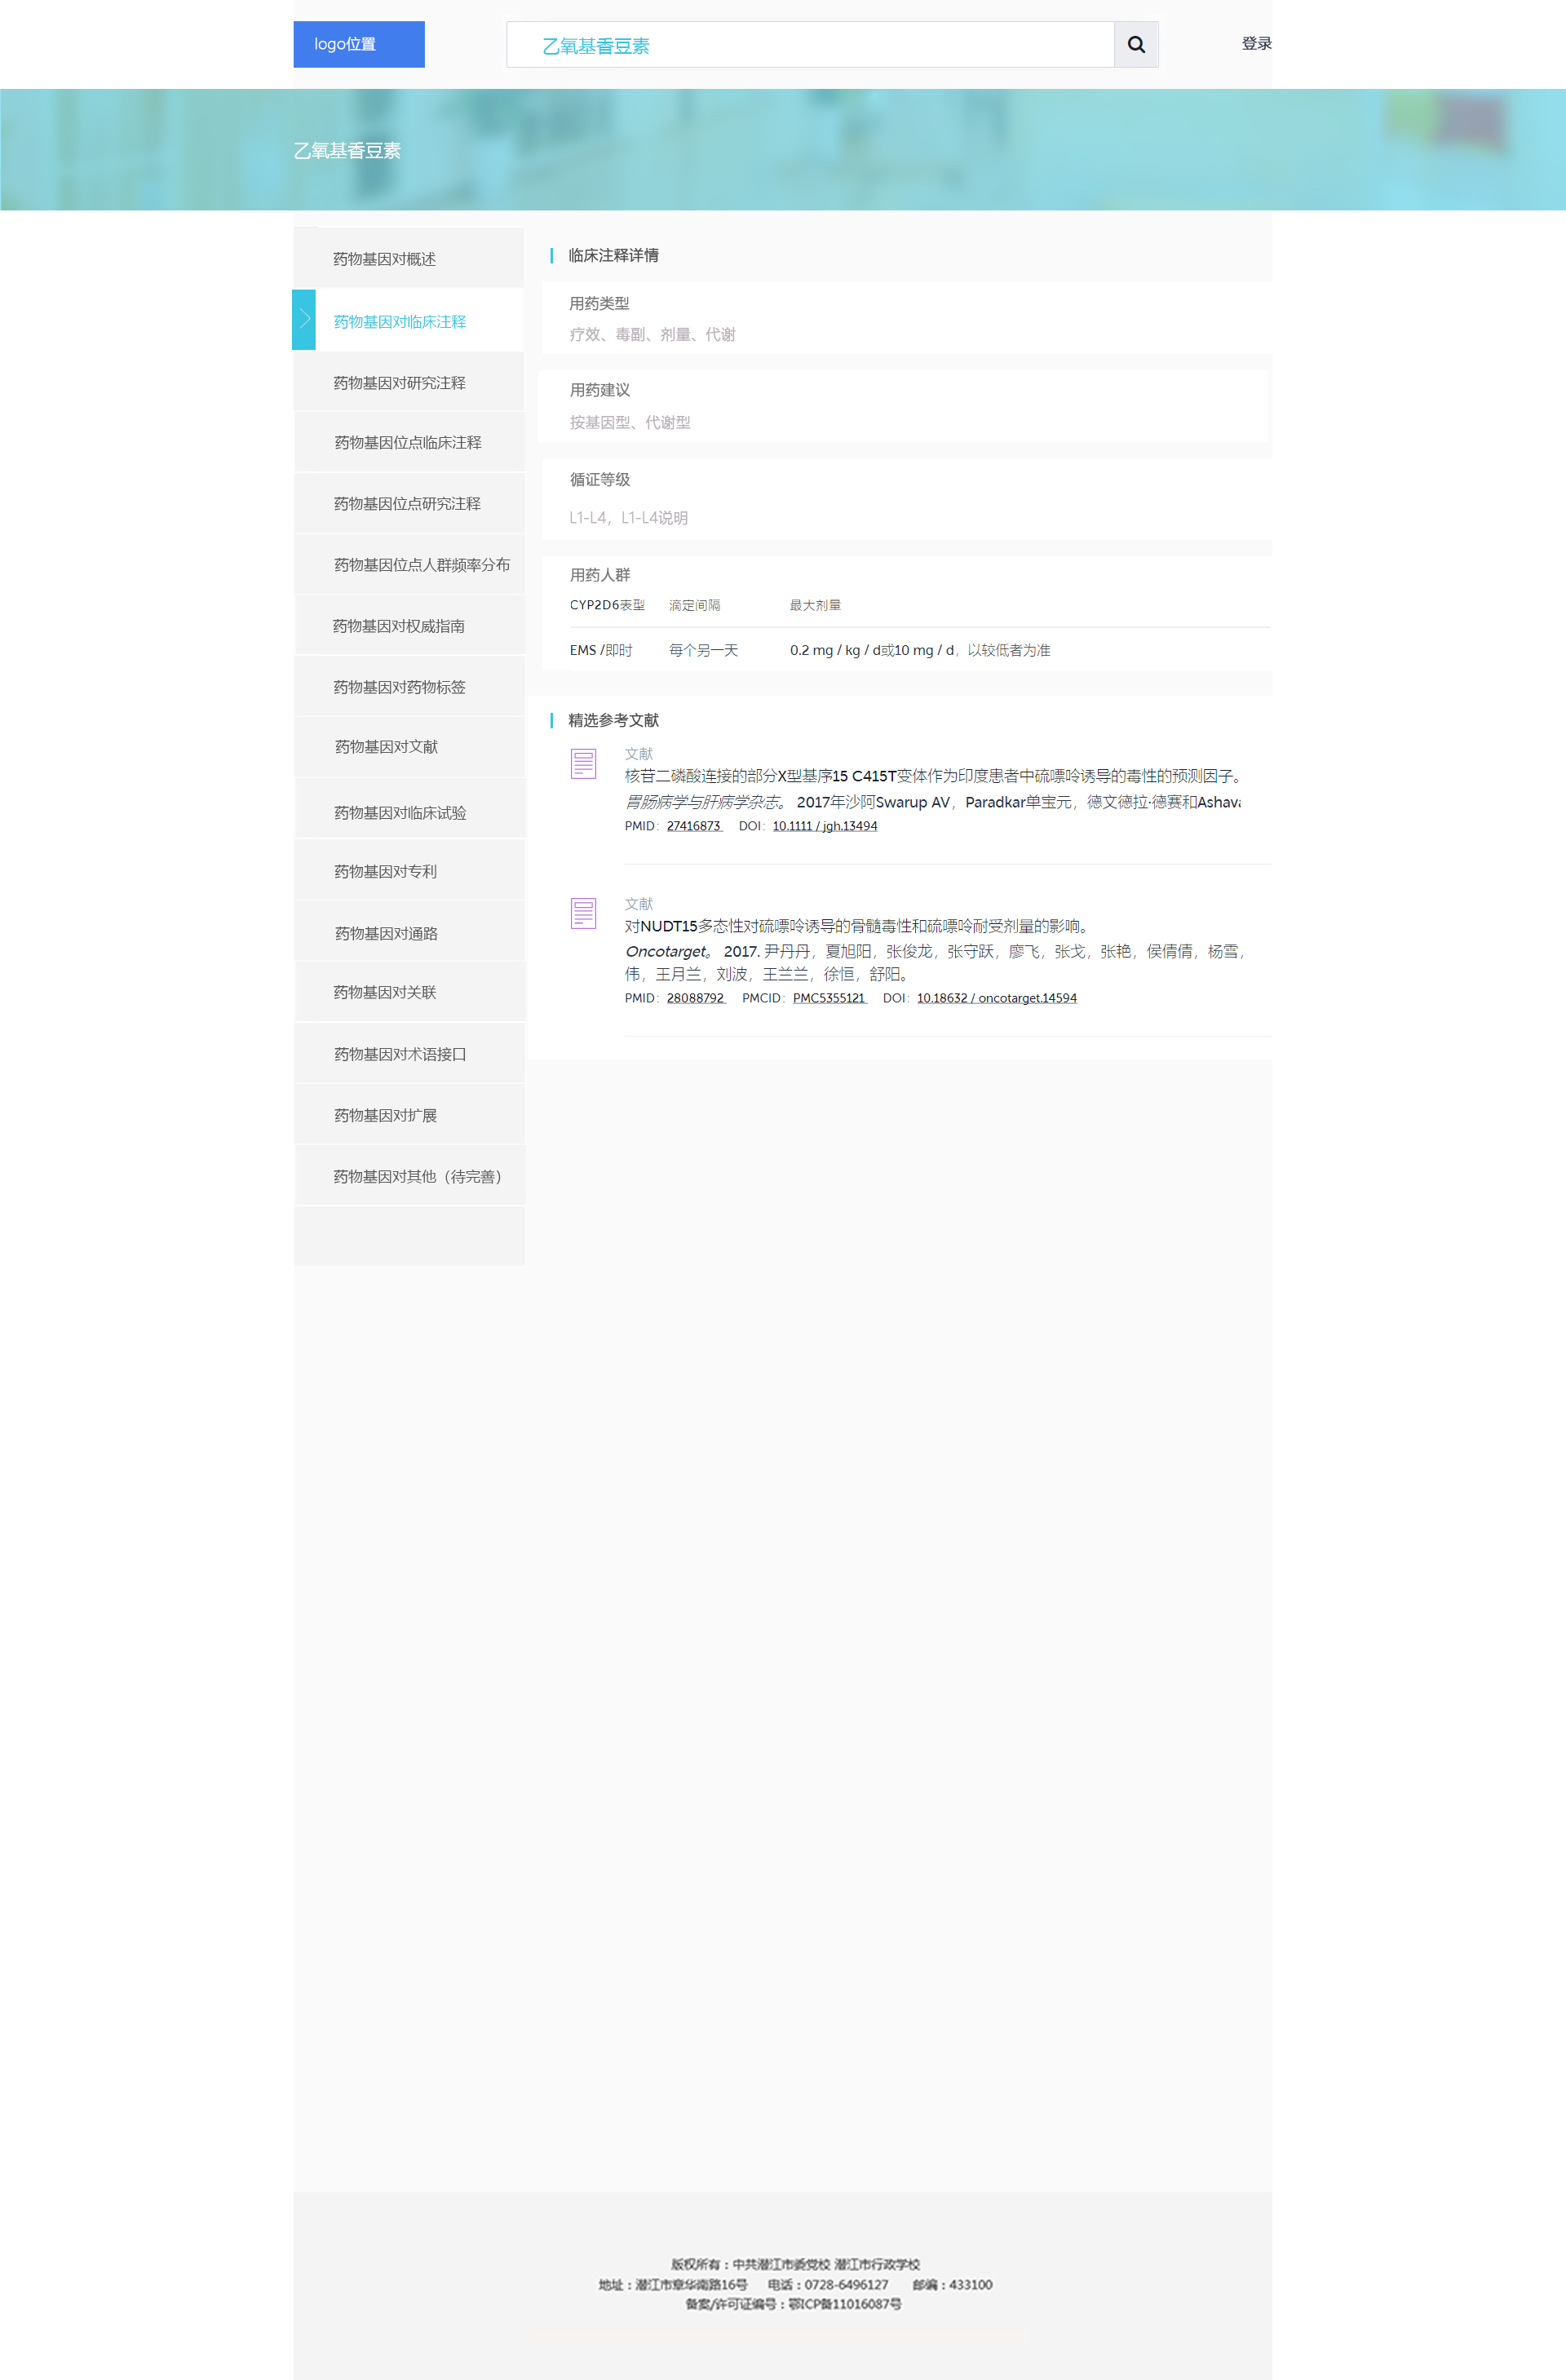 logo位置
乙氧基香豆素
登录
乙氧基香豆素
药物基因对概述
药物基因对临床注释
药物基因对研究注释
药物基因位点临床注释
药物基因位点研究注释
药物基因位点人群频率分布
药物基因对权威指南
药物基因对药物标签
药物基因对文献
药物基因对临床试验
药物基因对专利
药物基因对通路
药物基因对关联
药物基因对术语接口
药物基因对扩展
药物基因对其他（待完善）
临床注释详情
用药类型
疗效、毒副、剂量、代谢
用药建议
按基因型、代谢型
循证等级
L1-L4，L1-L4说明
用药人群
CYP2D6表型 滴定间隔 最大剂量
EMS /即时 每个另一天 0.2 mg / kg / d或10 mg / d，以较低者为准
精选参考文献
文献
核苷二磷酸连接的部分X型基序15 C415T变体作为印度患者中硫嘌呤诱导的毒性的预测因子。
胃肠病学与肝病学杂志。 2017年沙阿Swarup AV，Paradkar单宝元，德文德拉·德赛和Ashava
PMID：27416873 DOI：10.1111 / jgh.13494
文献
对NUDT15多态性对硫嘌呤诱导的骨髓毒性和硫嘌呤耐受剂量的影响。
Oncotarget。 2017. 尹丹丹，夏旭阳，张俊龙，张守跃，廖飞，张戈，张艳，侯倩倩，杨雪，
伟，王月兰，刘波，王兰兰，徐恒，舒阳。
PMID：28088792 PMCID：PMC5355121 DOI：10.18632 / oncotarget.14594
版权所有：中共潜江市委党校 潜江市行政学校
地址：潜江市章华南路16号 电话：0728-6496127 邮编：433100
备案/许可证编号：鄂ICP备11016087号